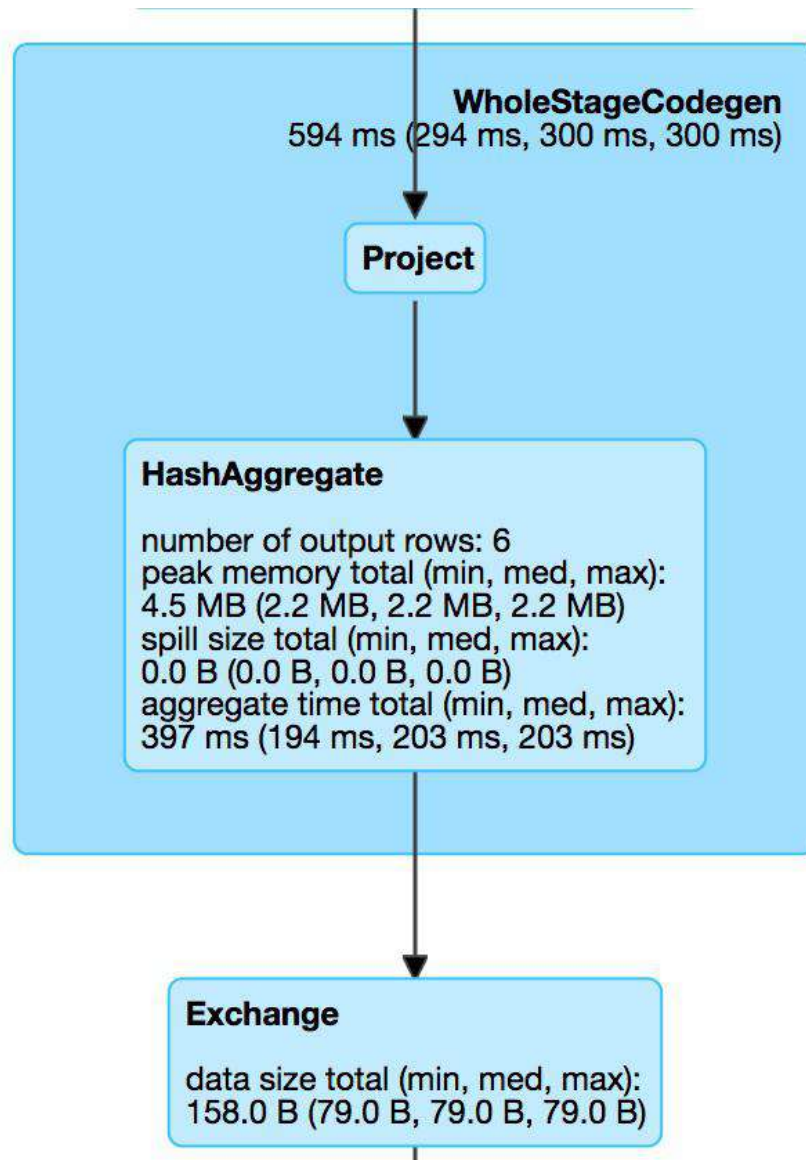 WholeStageCodegen
594 ms (294 ms, 300 ms, 300 ms)
Project
HashAggregate
number of output rows: 6
peak memory total (min, med, max):
4.5 MB (2.2 MB, 2.2 MB, 2.2 MB)
spill size total (min, med, max):
0.0 B (0.0 B, 0.0 B, 0.0 B)
aggregate time total (min, med, max):
397 ms (194 ms, 203 ms, 203 ms)
Exchange
data size total (min, med, max):
158.0 B (79.0 B, 79.0 B, 79.0 B)